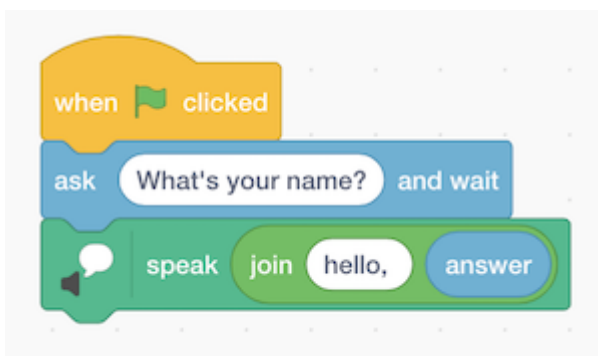 when clicked
ask What's your name? and wait
speak join hello, answer